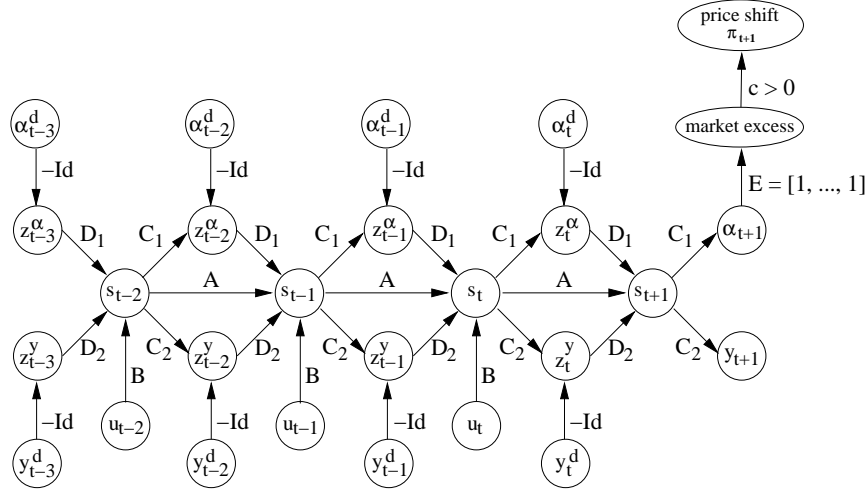 price shift
π_{t+1}
c > 0
market excess
E = [1, ..., 1]
α^d_{t−3} α^d_{t−2} α^d_{t−1} α^d_t
−Id −Id −Id −Id
z^α_{t−3} D_1 C_1 z^α_{t−2} D_1 C_1 z^α_{t−1} D_1 C_1 z^α_t D_1 C_1 α_{t+1}
s_{t−2} A s_{t−1} A s_t A s_{t+1}
z^y_{t−3} D_2 C_2 z^y_{t−2} D_2 C_2 z^y_{t−1} D_2 C_2 z^y_t D_2 C_2 y_{t+1}
B B B
−Id u_{t−2} −Id u_{t−1} −Id u_t −Id
y^d_{t−3} y^d_{t−2} y^d_{t−1} y^d_t